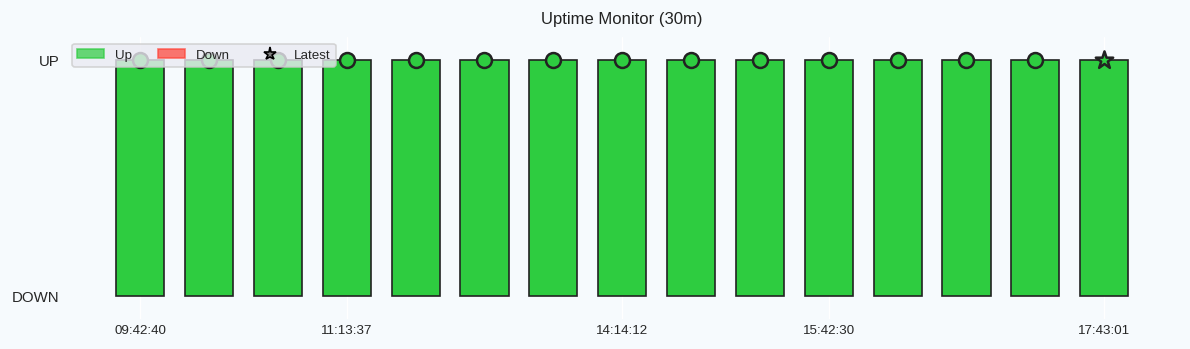 Uptime Monitor (30m)
Up Down Latest
UP
DOWN
09:42:40 11:13:37 14:14:12 15:42:30 17:43:01